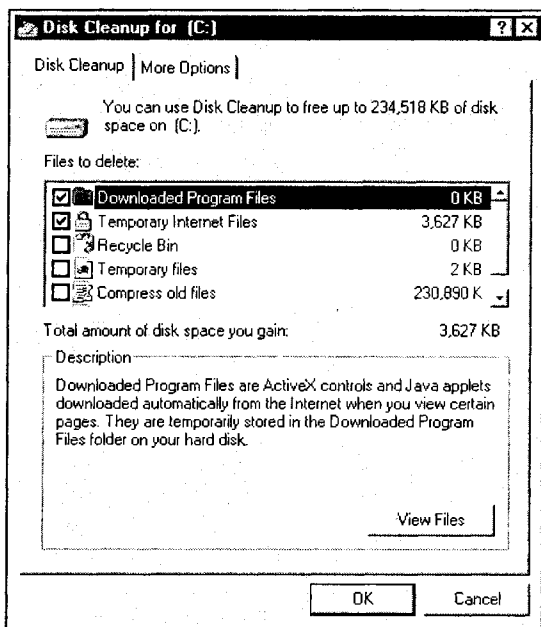 Disk Cleanup for (C:)
Disk Cleanup More Options
You can use Disk Cleanup to free up to 234,518 KB of disk
space on (C:).
Files to delete:
Downloaded Program Files 0 KB
Temporary Internet Files 3,627 KB
Recycle Bin 0 KB
Temporary files 2 KB
Compress old files 230,890 K
Total amount of disk space you gain: 3,627 KB
Description
Downloaded Program Files are ActiveX controls and Java applets
downloaded automatically from the Internet when you view certain
pages. They are temporarily stored in the Downloaded Program
Files folder on your hard disk.
View Files
OK Cancel